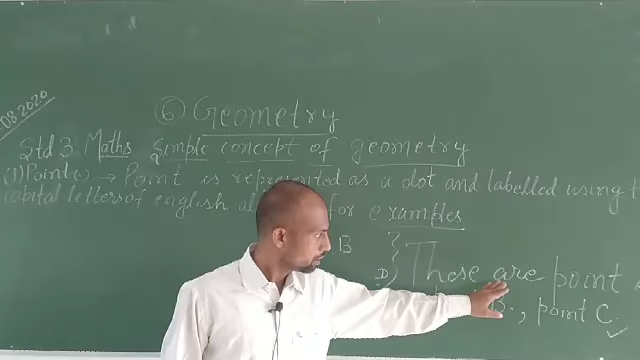 08.2020
⑥ Geometry
Std 3 Maths Simple concept of geometry
(1) Point (.) → Point is represented as a dot and labelled using t
Capital letters of english al for examples
B
D) These are point
B., point C.